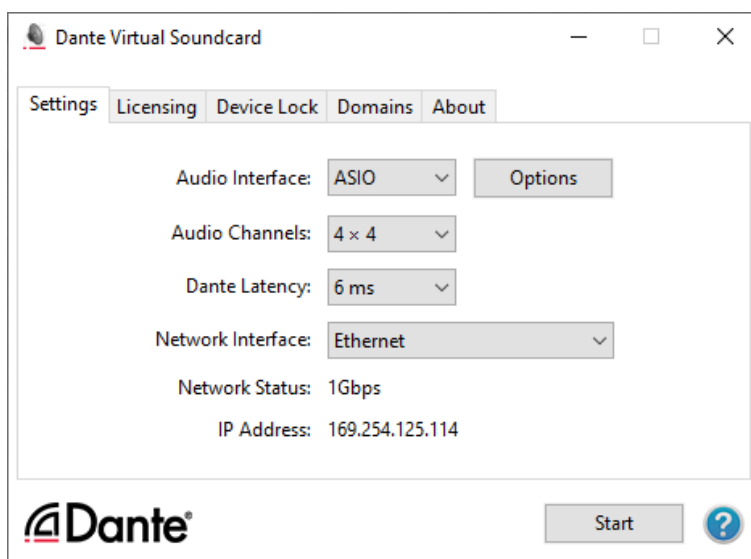 Dante Virtual Soundcard
Settings Licensing Device Lock Domains About
Audio Interface: ASIO Options
Audio Channels: 4 × 4
Dante Latency: 6 ms
Network Interface: Ethernet
Network Status: 1Gbps
IP Address: 169.254.125.114
Dante® Start ?